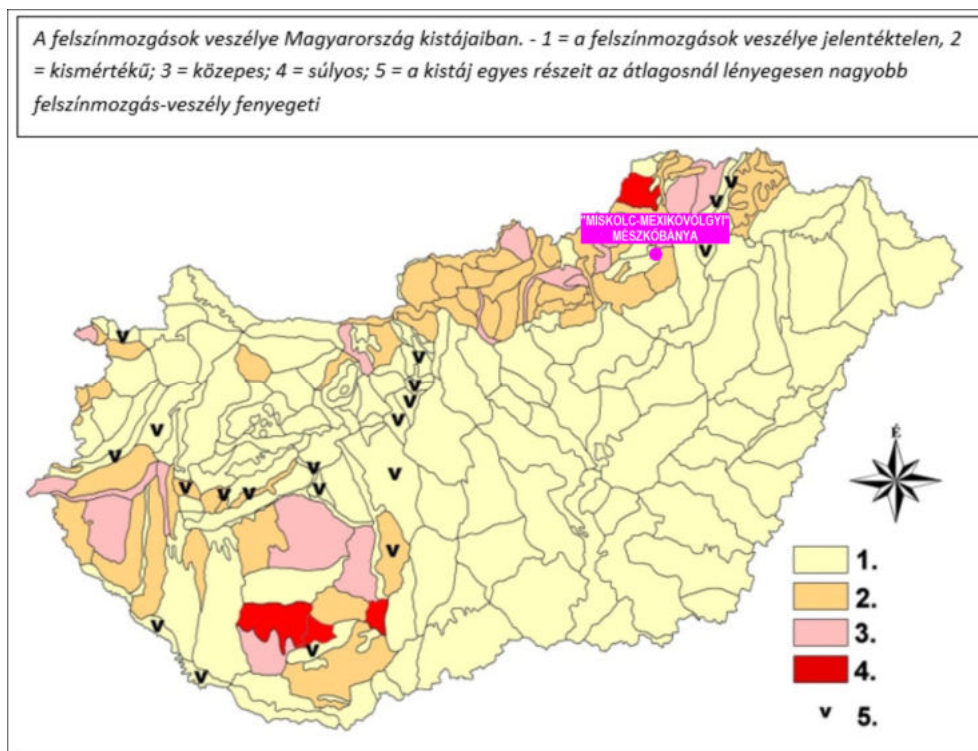 A felszínmozgások veszélye Magyarország kistájaiban. - 1 = a felszínmozgások veszélye jelentéktelen, 2
= kismértékű; 3 = közepes; 4 = súlyos; 5 = a kistáj egyes részeit az átlagosnál lényegesen nagyobb
felszínmozgás-veszély fenyegeti
"MISKOLC-MEXIKÓVÖLGYI"
MÉSZKŐBÁNYA
É
1.
2.
3.
4.
v 5.